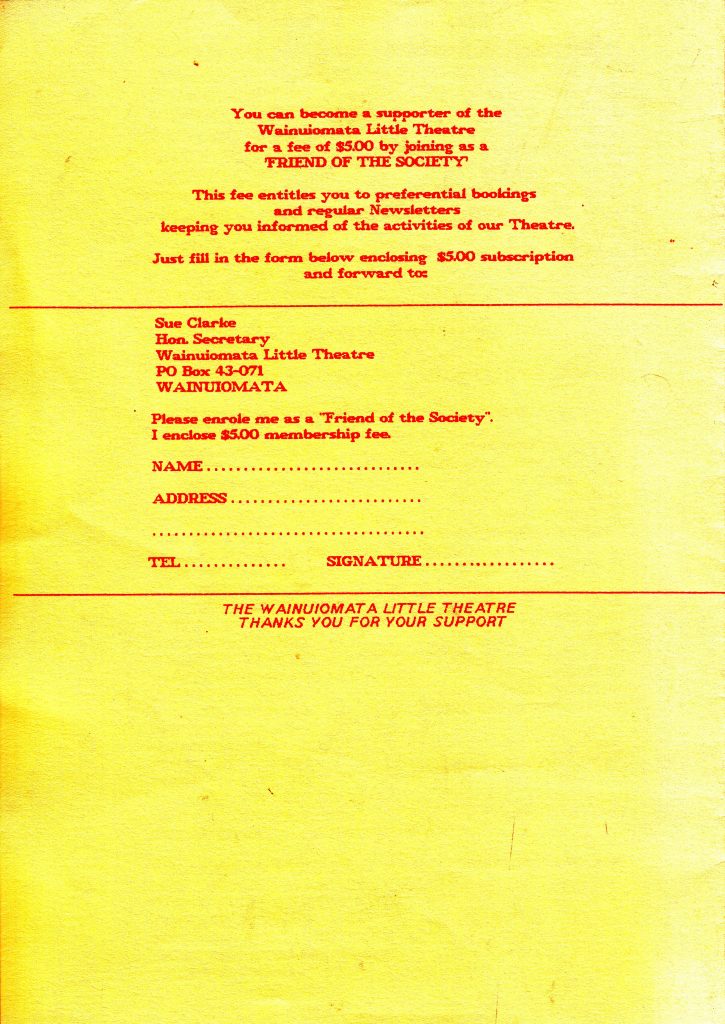 You can become a supporter of the
Wainuiomata Little Theatre
for a fee of $5.00 by joining as a
'FRIEND OF THE SOCIETY'
This fee entitles you to preferential bookings
and regular Newsletters
keeping you informed of the activities of our Theatre.
Just fill in the form below enclosing $5.00 subscription
and forward to:
Sue Clarke
Hon. Secretary
Wainuiomata Little Theatre
PO Box 43-071
WAINUIOMATA
Please enrole me as a "Friend of the Society".
I enclose $5.00 membership fee.
NAME.............................
ADDRESS..........................
.....................................
TEL.............. SIGNATURE..................
THE WAINUIOMATA LITTLE THEATRE
THANKS YOU FOR YOUR SUPPORT